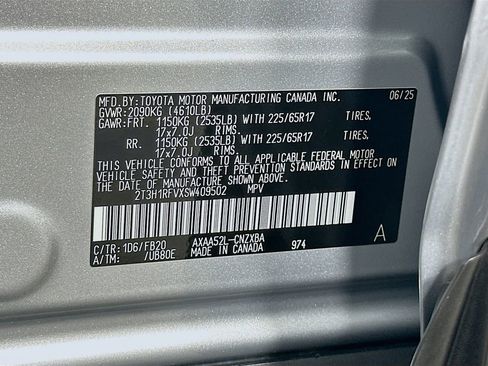 MFD.BY:TOYOTA MOTOR MANUFACTURING CANADA INC. 06/25
GVWR: 2090KG (4610LB)
GAWR:FRT. 1150KG (2535LB) WITH 225/65R17 TIRES.
17x7.0J RIMS.
RR. 1150KG (2535LB) WITH 225/65R17 TIRES.
17x7.0J RIMS.
THIS VEHICLE CONFORMS TO ALL APPLICABLE FEDERAL MOTOR
VEHICLE SAFETY AND THEFT PREVENTION STANDARDS IN EFFECT ON
THE DATE OF MANUFACTURE SHOWN ABOVE.
2T3H1RFVXSW409502 MPV
C/TR:1D6/FB20 AXAA52L-CNZXBA A
A/TM: /UB80E MADE IN CANADA 974